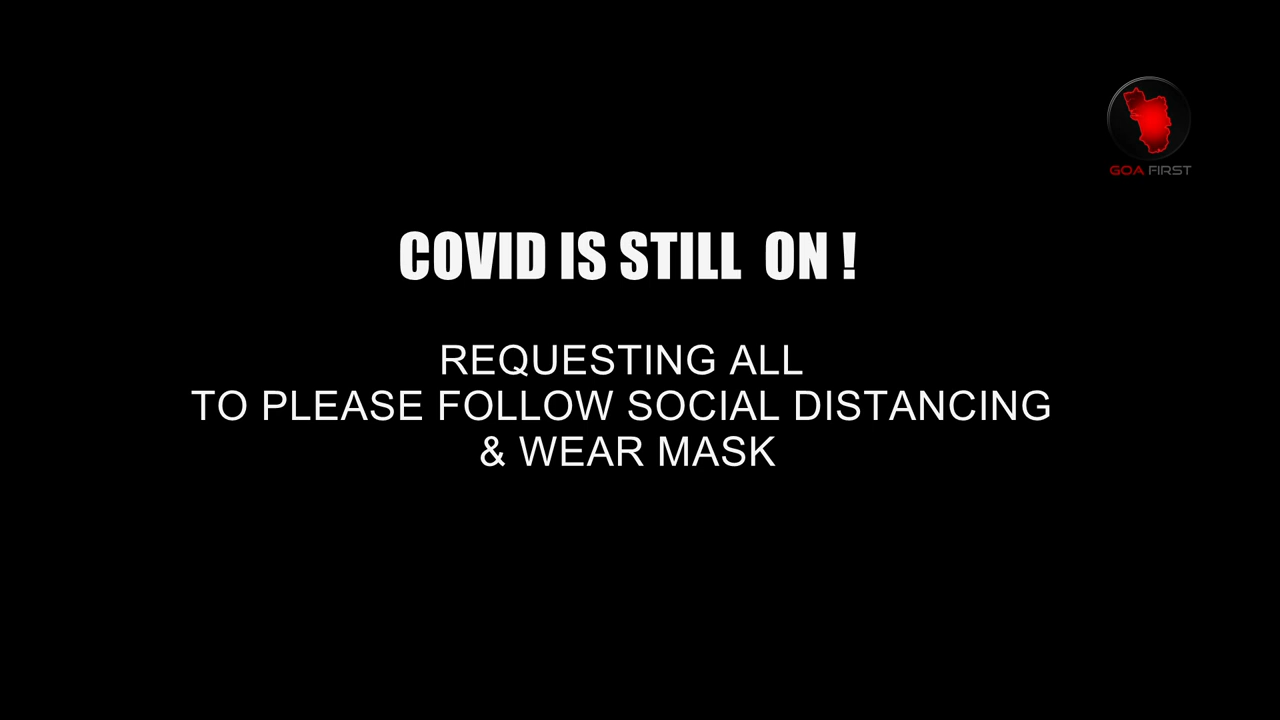 GOA FIRST
COVID IS STILL ON !
REQUESTING ALL
TO PLEASE FOLLOW SOCIAL DISTANCING
& WEAR MASK